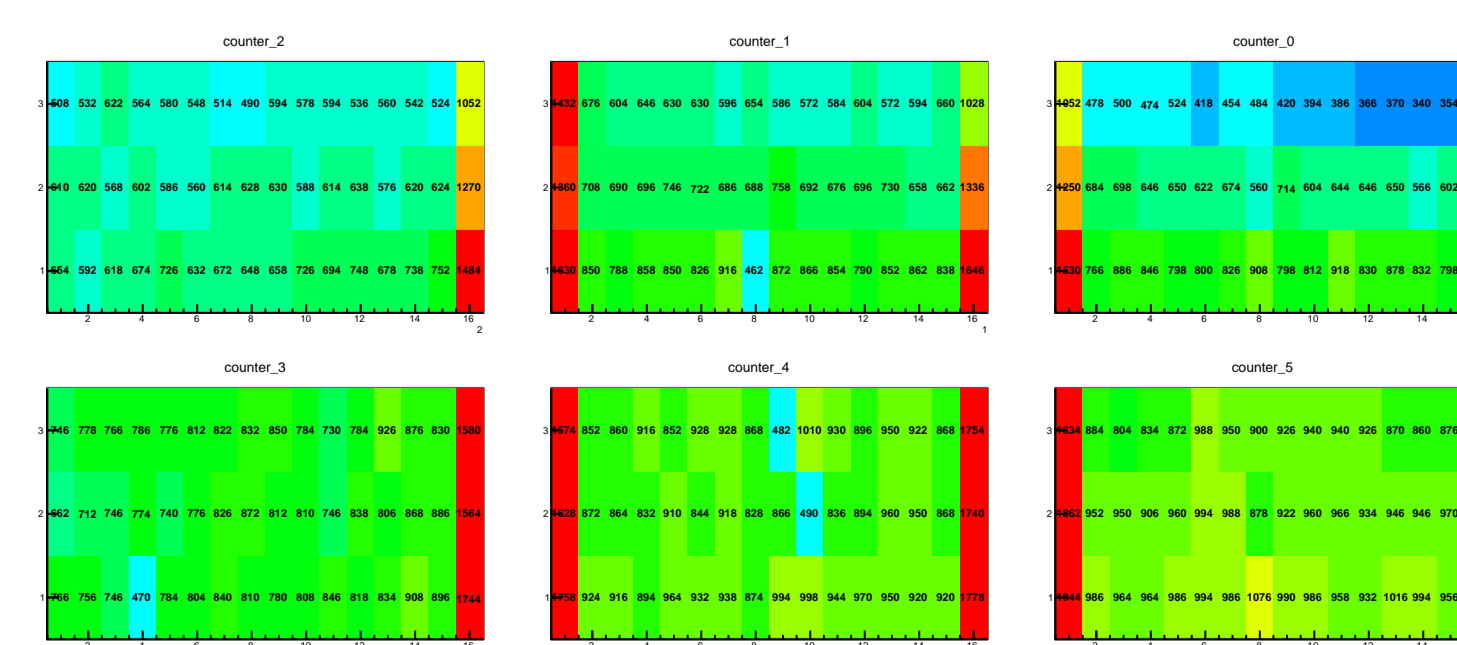 counter_2
3 508 532 622 564 580 548 514 490 594 578 594 536 560 542 524 1052
2 610 620 568 602 586 560 614 628 630 588 614 638 576 620 624 1270
1 654 592 618 674 726 632 672 648 658 726 694 748 678 738 752 1484
2 4 6 8 10 12 14 16
2
counter_1
3 1432 676 604 646 630 630 596 654 586 572 584 604 572 594 660 1028
2 1360 708 690 696 746 722 686 688 758 692 676 696 730 658 662 1336
1 1630 850 788 858 850 826 916 462 872 866 854 790 852 862 838 1646
2 4 6 8 10 12 14 16
1
counter_0
3 1052 478 500 474 524 418 454 484 420 394 386 366 370 340 354
2 1250 684 698 646 650 622 674 560 714 604 644 646 650 566 602
1 1530 766 886 846 798 800 826 908 798 812 918 830 878 832 798
2 4 6 8 10 12 14
counter_3
3 746 778 766 786 776 812 822 832 850 784 730 784 926 876 830 1580
2 662 712 746 774 740 776 826 872 812 810 746 838 806 868 886 1564
1 766 756 746 470 784 804 840 810 780 808 846 818 834 908 896 1744
counter_4
3 1574 852 860 916 852 928 928 868 482 1010 930 896 950 922 868 1754
2 1628 872 864 832 910 844 918 828 866 490 836 894 960 950 868 1740
1 1758 924 916 894 964 932 938 874 994 998 944 970 950 920 920 1778
counter_5
3 1634 884 804 834 872 988 950 900 926 940 940 926 870 860 876
2 952 950 906 960 994 988 878 922 960 966 934 946 946 970
1 986 964 964 986 994 986 1076 990 986 958 932 1016 994 956